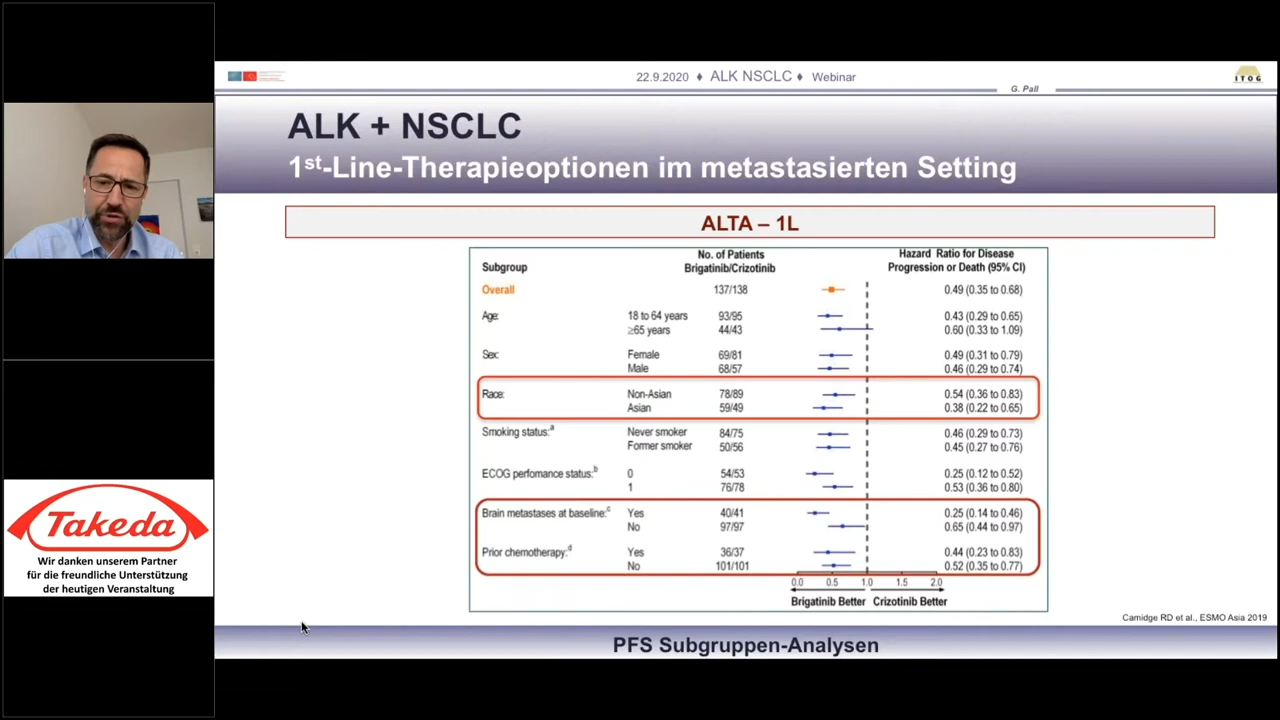 22.9.2020 ♦ ALK NSCLC ♦ Webinar
G. Pall
ITOG
ALK + NSCLC
1st-Line-Therapieoptionen im metastasierten Setting
ALTA – 1L
Subgroup No. of Patients Brigatinib/Crizotinib Hazard Ratio for Disease Progression or Death (95% CI)
Overall 137/138 0.49 (0.35 to 0.68)
Age: 18 to 64 years 93/95 0.43 (0.29 to 0.65)
≥65 years 44/43 0.60 (0.33 to 1.09)
Sex: Female 69/81 0.49 (0.31 to 0.79)
Male 68/57 0.46 (0.29 to 0.74)
Race: Non-Asian 78/89 0.54 (0.36 to 0.83)
Asian 59/49 0.38 (0.22 to 0.65)
Smoking status:a Never smoker 84/75 0.46 (0.29 to 0.73)
Former smoker 50/56 0.45 (0.27 to 0.76)
ECOG perfomance status:b 0 54/53 0.25 (0.12 to 0.52)
1 76/78 0.53 (0.36 to 0.80)
Brain metastases at baseline:c Yes 40/41 0.25 (0.14 to 0.46)
No 97/97 0.65 (0.44 to 0.97)
Prior chemotherapy:d Yes 36/37 0.44 (0.23 to 0.83)
No 101/101 0.52 (0.35 to 0.77)
0.0 0.5 1.0 1.5 2.0
Brigatinib Better Crizotinib Better
Camidge RD et al., ESMO Asia 2019
PFS Subgruppen-Analysen
Takeda
Wir danken unserem Partner
für die freundliche Unterstützung
der heutigen Veranstaltung